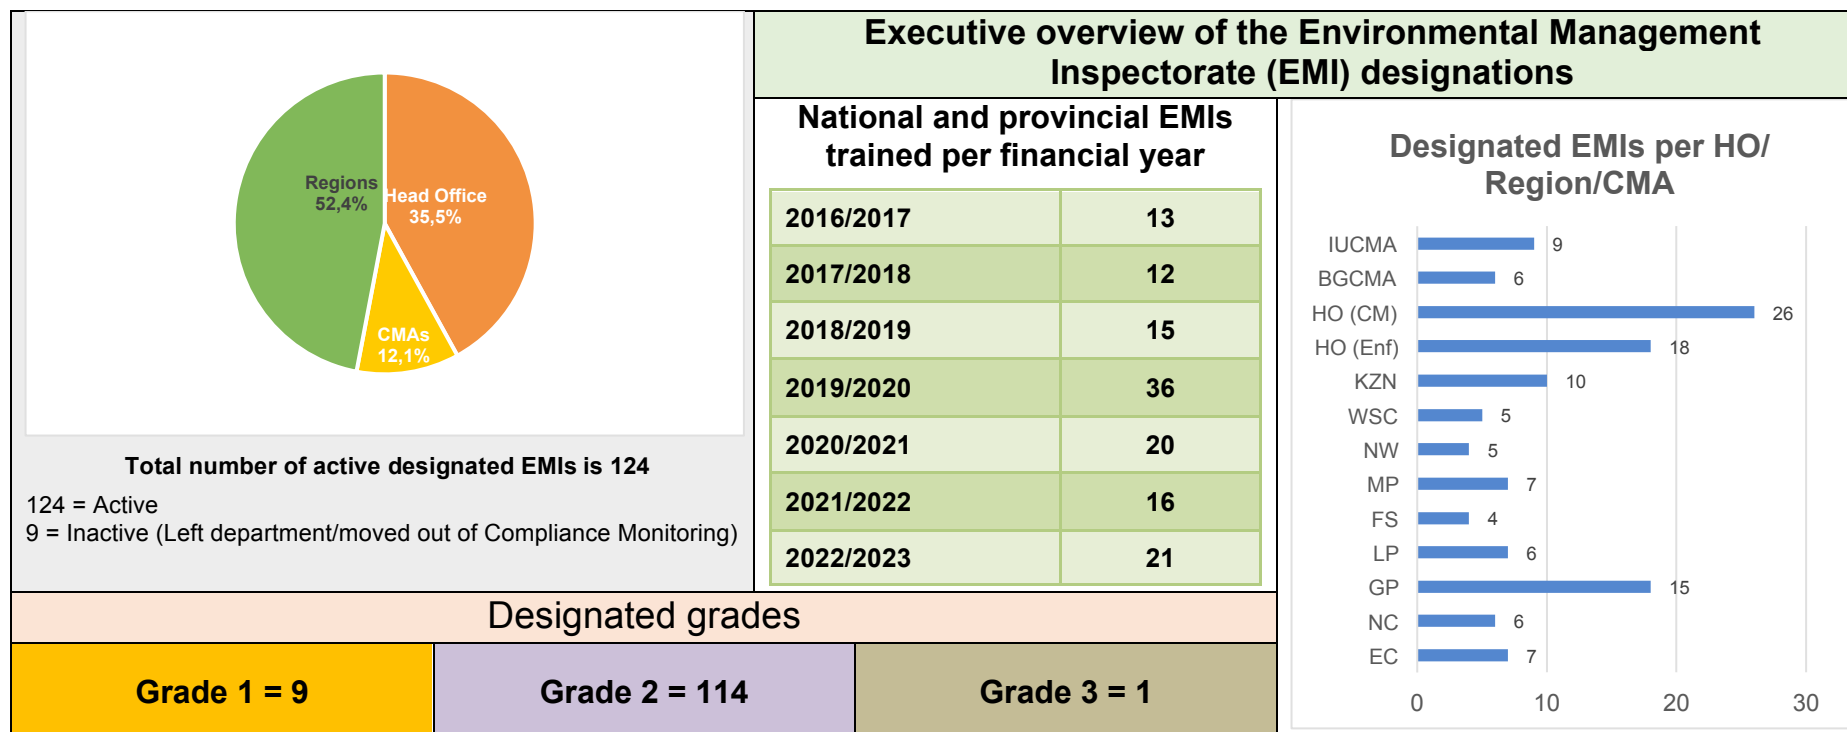 Regions
52,4%
Head Office
35,5%
CMAs
12,1%
Total number of active designated EMIs is 124
124 = Active
9 = Inactive (Left department/moved out of Compliance Monitoring)
Executive overview of the Environmental Management
Inspectorate (EMI) designations
National and provincial EMIs
trained per financial year
2016/2017 13
2017/2018 12
2018/2019 15
2019/2020 36
2020/2021 20
2021/2022 16
2022/2023 21
Designated EMIs per HO/
Region/CMA
IUCMA 9
BGCMA 6
HO (CM) 26
HO (Enf) 18
KZN 10
WSC 5
NW 5
MP 7
FS 4
LP 6
GP 15
NC 6
EC 7
0 10 20 30
Designated grades
Grade 1 = 9
Grade 2 = 114
Grade 3 = 1